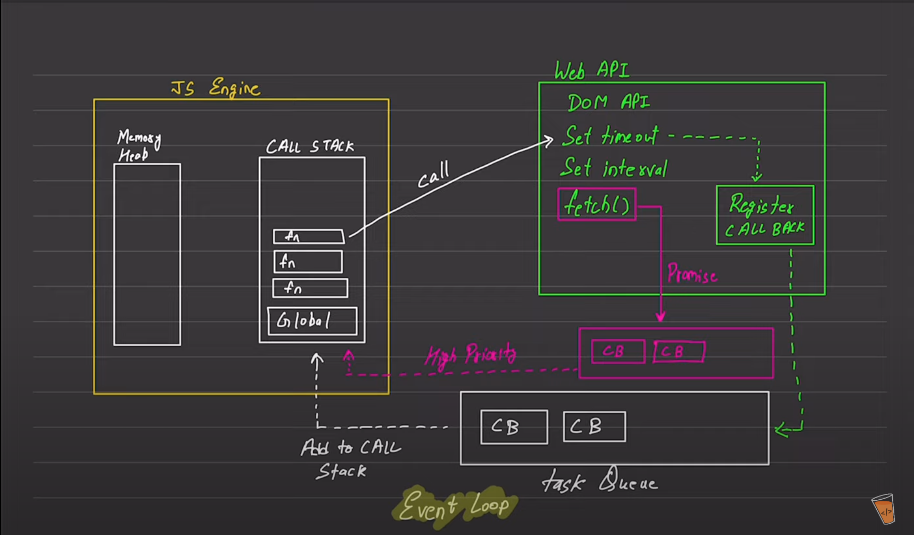 JS Engine
Memory
Heab
CALL STACK
fn
fn
fn
Global
call
Web API
DOM API
Set timeout
Set interval
fetch()
Register
CALL BACK
Promise
CB CB
High Priority
CB CB
Add to CALL
Stack
task Queue
Event Loop
</>